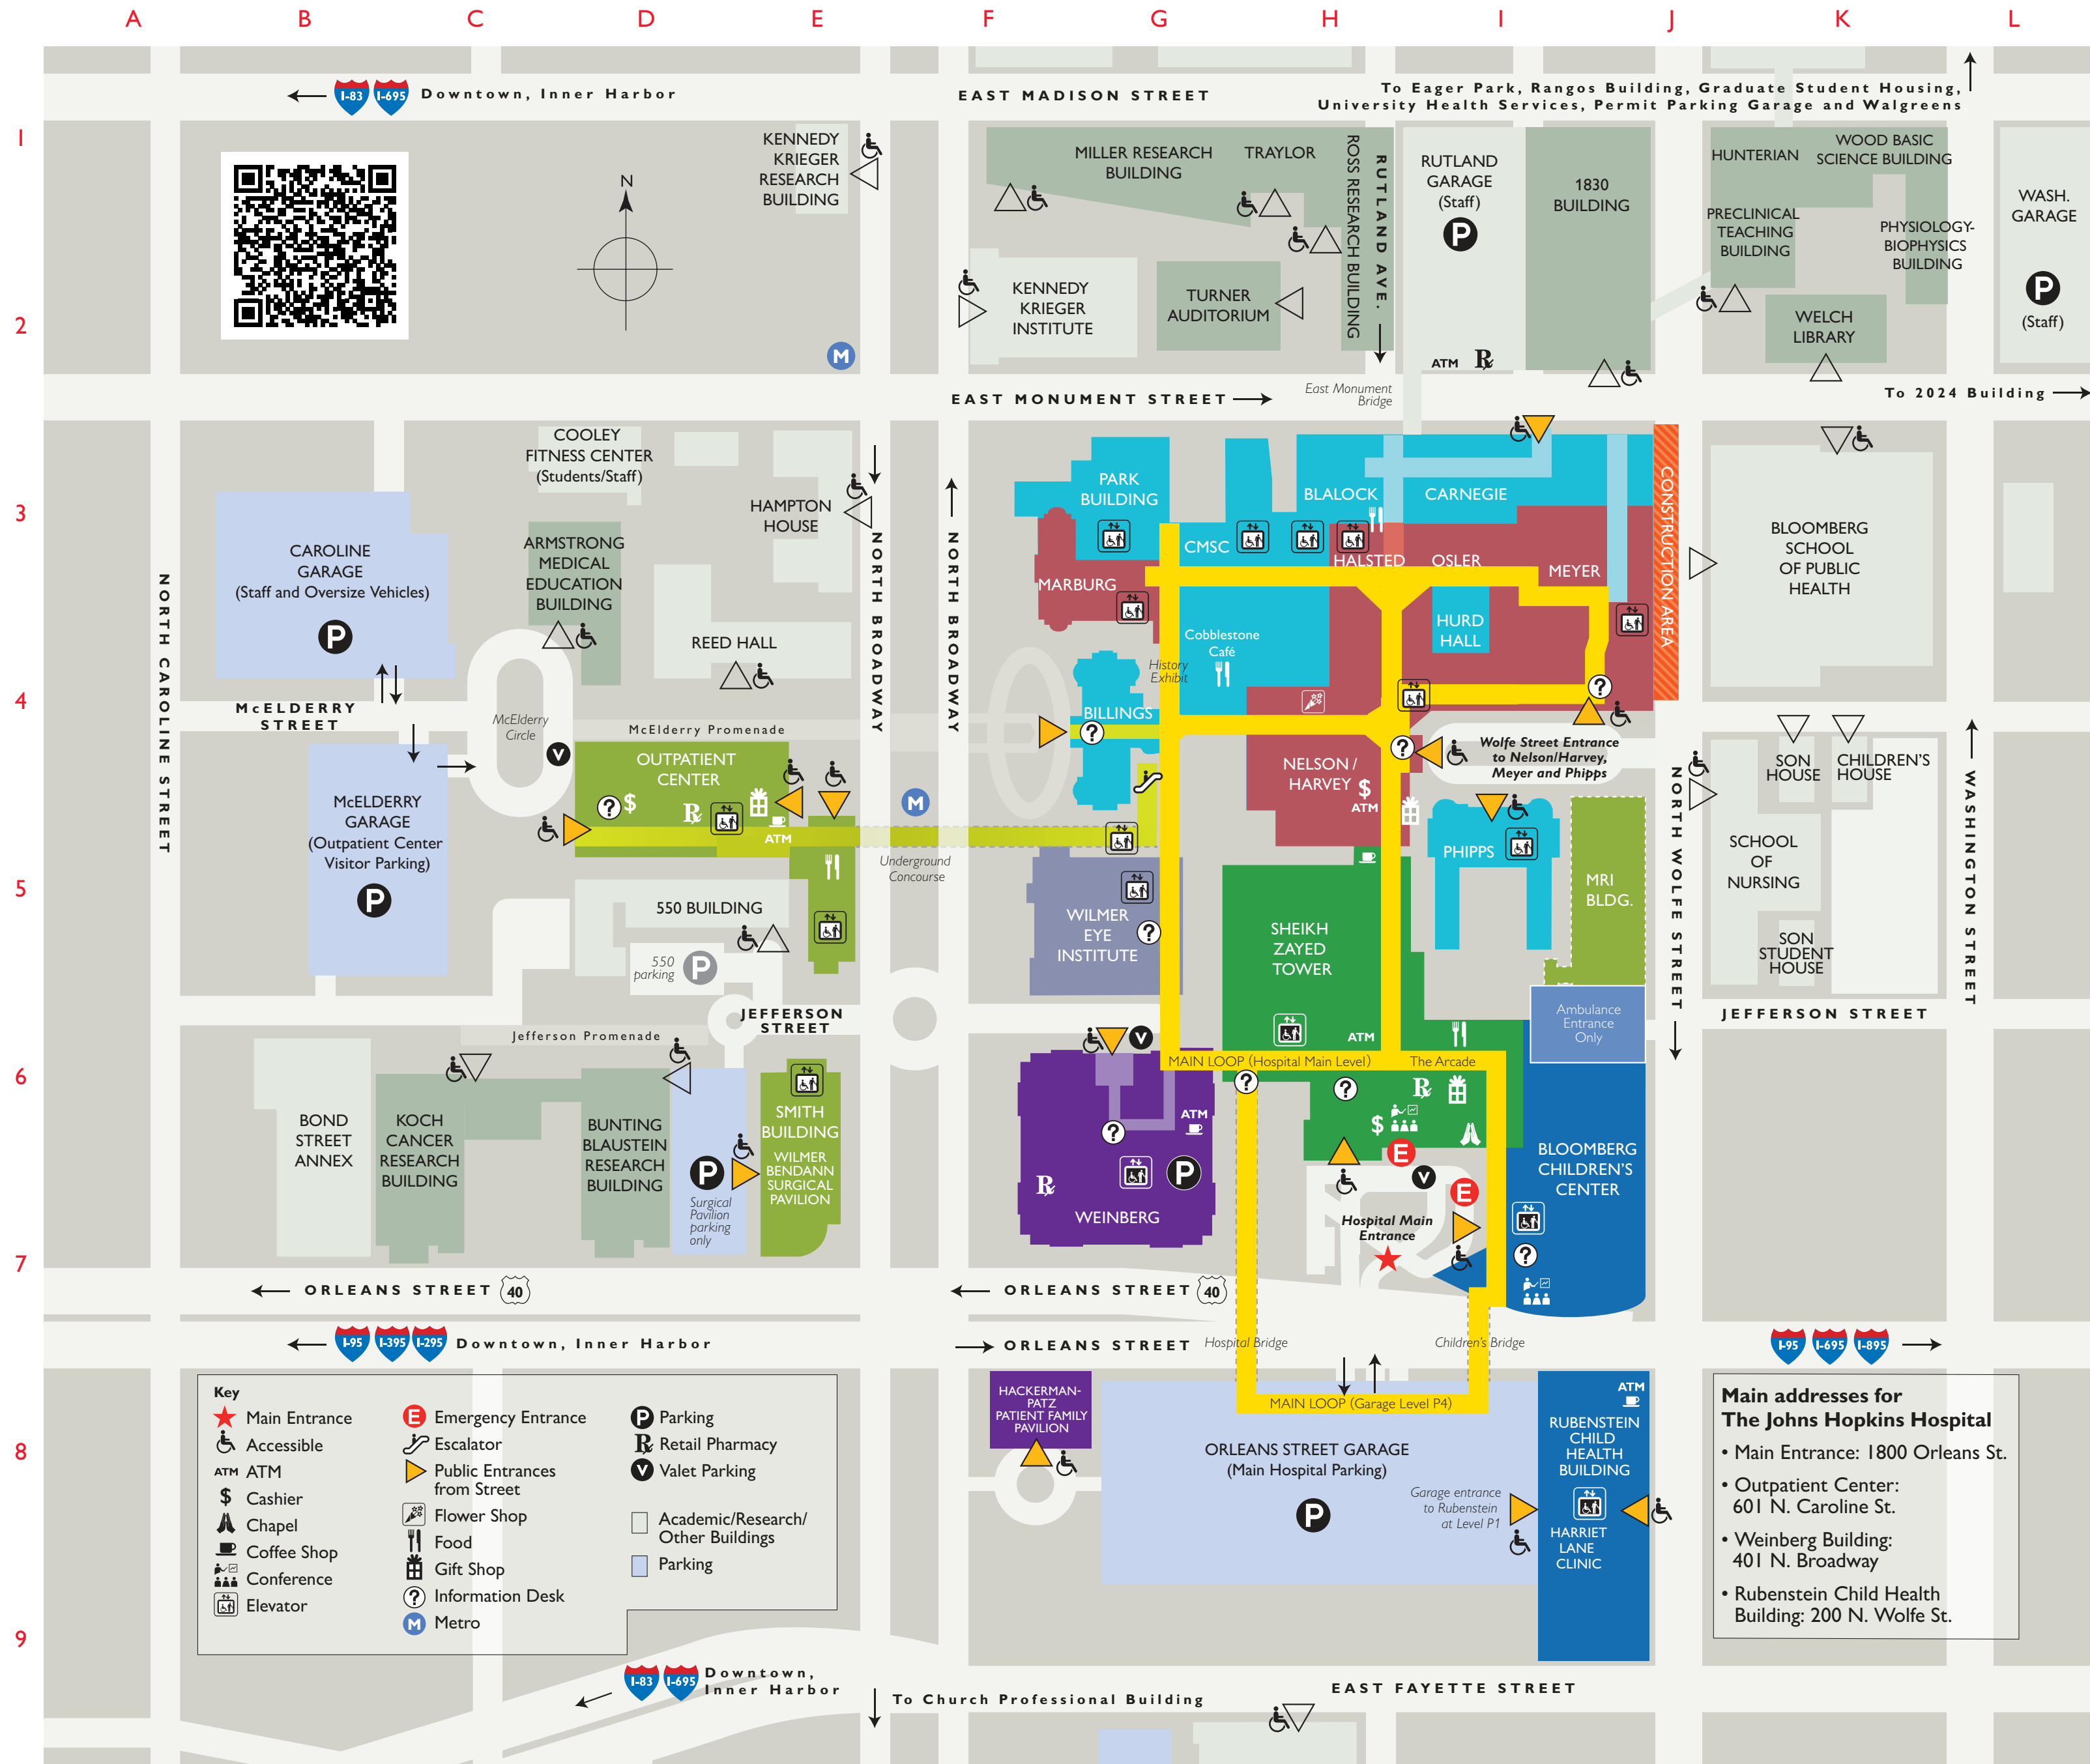 A B C D E F G H I J K L
1
2
3
4
5
6
7
8
9
I-83 I-695 Downtown, Inner Harbor
EAST MADISON STREET
To Eager Park, Rangos Building, Graduate Student Housing,
University Health Services, Permit Parking Garage and Walgreens
KENNEDY
KRIEGER
RESEARCH
BUILDING
N
M
MILLER RESEARCH
BUILDING
TRAYLOR
ROSS RESEARCH BUILDING
RUTLAND AVE.
RUTLAND
GARAGE
(Staff)
P
ATM
1830
BUILDING
HUNTERIAN
WOOD BASIC
SCIENCE BUILDING
PRECLINICAL
TEACHING
BUILDING
PHYSIOLOGY-
BIOPHYSICS
BUILDING
WELCH
LIBRARY
WASH.
GARAGE
P
(Staff)
KENNEDY
KRIEGER
INSTITUTE
TURNER
AUDITORIUM
EAST MONUMENT STREET
East Monument
Bridge
To 2024 Building
COOLEY
FITNESS CENTER
(Students/Staff)
HAMPTON
HOUSE
CAROLINE
GARAGE
(Staff and Oversize Vehicles)
P
ARMSTRONG
MEDICAL
EDUCATION
BUILDING
REED HALL
NORTH CAROLINE STREET
NORTH BROADWAY
NORTH BROADWAY
McELDERRY
STREET
McElderry
Circle
McElderry Promenade
V
McELDERRY
GARAGE
(Outpatient Center
Visitor Parking)
P
OUTPATIENT
CENTER
? $
ATM
M
Underground
Concourse
550 BUILDING
550
parking
P
JEFFERSON
STREET
Jefferson Promenade
BOND
STREET
ANNEX
KOCH
CANCER
RESEARCH
BUILDING
BUNTING
BLAUSTEIN
RESEARCH
BUILDING
P
Surgical
Pavilion
parking
only
SMITH
BUILDING
WILMER
BENDANN
SURGICAL
PAVILION
PARK
BUILDING
CMSC
BLALOCK
CARNEGIE
MARBURG
HALSTED
OSLER
MEYER
HURD
HALL
Cobblestone
Café
History
Exhibit
BILLINGS
?
?
?
CONSTRUCTION AREA
BLOOMBERG
SCHOOL
OF PUBLIC
HEALTH
Wolfe Street Entrance
to Nelson/Harvey,
Meyer and Phipps
NELSON /
HARVEY $
ATM
PHIPPS
MRI
BLDG.
SON
HOUSE
CHILDREN'S
HOUSE
SCHOOL
OF
NURSING
SON
STUDENT
HOUSE
NORTH WOLFE STREET
WASHINGTON STREET
JEFFERSON STREET
WILMER
EYE
INSTITUTE
?
SHEIKH
ZAYED
TOWER
ATM
Ambulance
Entrance
Only
MAIN LOOP (Hospital Main Level)
The Arcade
V
?
ATM
P
WEINBERG
?
?
$
E
V
E
Hospital Main
Entrance
BLOOMBERG
CHILDREN'S
CENTER
?
ORLEANS STREET 40
ORLEANS STREET 40
I-95 I-395 I-295 Downtown, Inner Harbor
ORLEANS STREET
Hospital Bridge
Children's Bridge
I-95 I-695 I-895
HACKERMAN-
PATZ
PATIENT FAMILY
PAVILION
MAIN LOOP (Garage Level P4)
ORLEANS STREET GARAGE
(Main Hospital Parking)
P
Garage entrance
to Rubenstein
at Level P1
ATM
RUBENSTEIN
CHILD
HEALTH
BUILDING
HARRIET
LANE
CLINIC
Key
Main Entrance
Accessible
ATM ATM
$ Cashier
Chapel
Coffee Shop
Conference
Elevator
E Emergency Entrance
Escalator
Public Entrances
from Street
Flower Shop
Food
Gift Shop
? Information Desk
M Metro
P Parking
Retail Pharmacy
V Valet Parking
Academic/Research/
Other Buildings
Parking
Main addresses for
The Johns Hopkins Hospital
• Main Entrance: 1800 Orleans St.
• Outpatient Center:
601 N. Caroline St.
• Weinberg Building:
401 N. Broadway
• Rubenstein Child Health
Building: 200 N. Wolfe St.
I-83 I-695 Downtown,
Inner Harbor
To Church Professional Building
EAST FAYETTE STREET